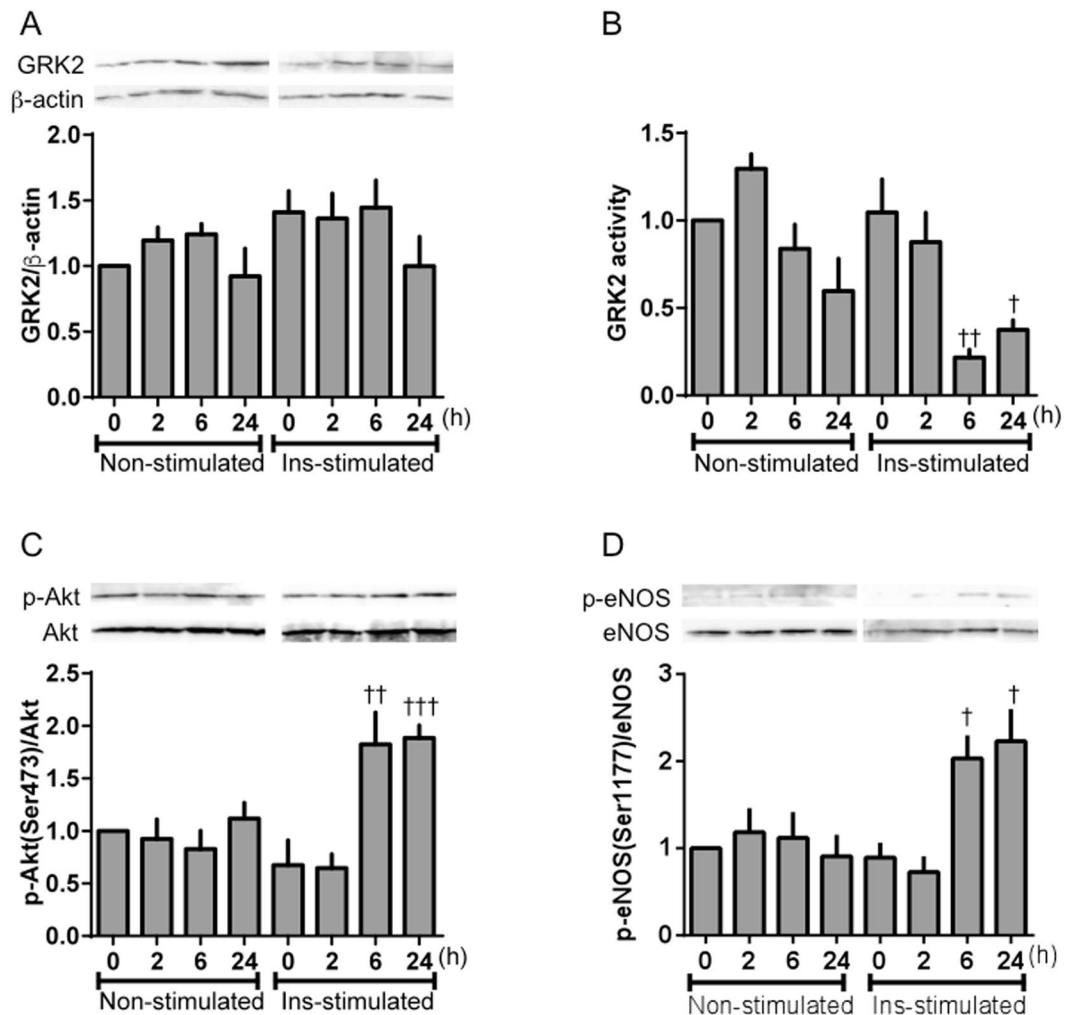 A
GRK2
β-actin
GRK2/β-actin
2.0
1.5
1.0
0.5
0.0
0 2 6 24 0 2 6 24 (h)
Non-stimulated Ins-stimulated
B
GRK2 activity
1.5
1.0
0.5
0.0
†† †
0 2 6 24 0 2 6 24 (h)
Non-stimulated Ins-stimulated
C
p-Akt
Akt
p-Akt(Ser473)/Akt
2.5
2.0
1.5
1.0
0.5
0.0
†† †††
0 2 6 24 0 2 6 24 (h)
Non-stimulated Ins-stimulated
D
p-eNOS
eNOS
p-eNOS(Ser1177)/eNOS
3
2
1
0
† †
0 2 6 24 0 2 6 24 (h)
Non-stimulated Ins-stimulated